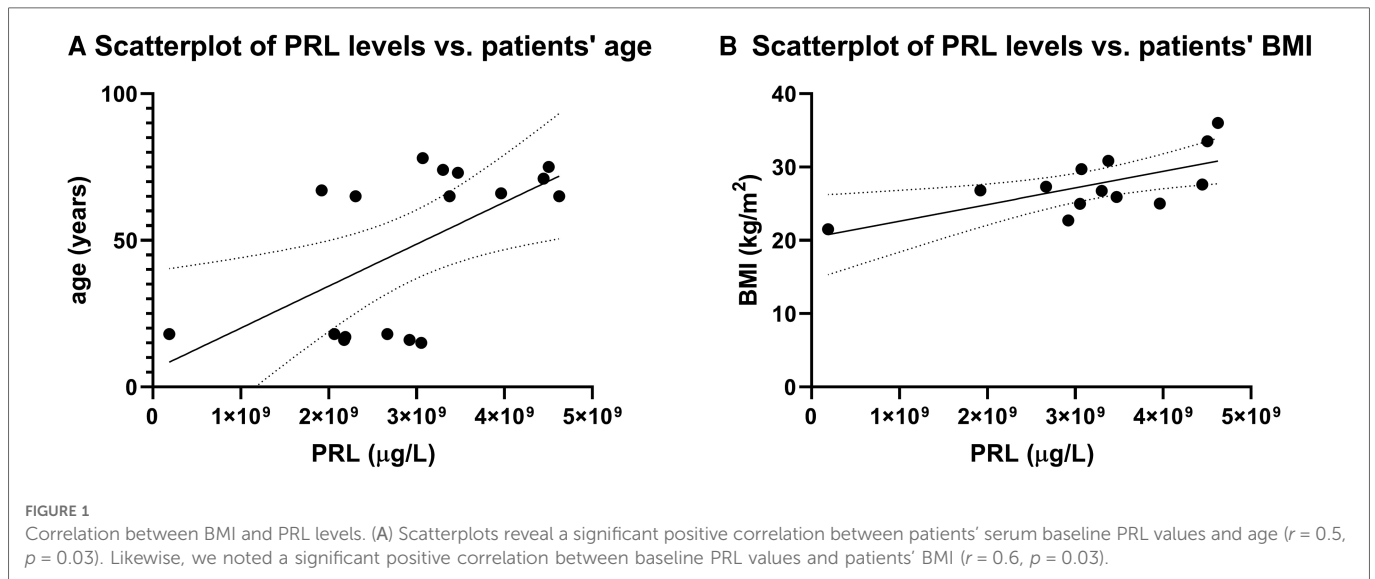 A Scatterplot of PRL levels vs. patients' age
100
50
0
age (years)
0 1×10⁹ 2×10⁹ 3×10⁹ 4×10⁹ 5×10⁹
PRL (µg/L)
B Scatterplot of PRL levels vs. patients' BMI
40
30
20
10
0
BMI (kg/m²)
0 1×10⁹ 2×10⁹ 3×10⁹ 4×10⁹ 5×10⁹
PRL (µg/L)
FIGURE 1
Correlation between BMI and PRL levels. (A) Scatterplots reveal a significant positive correlation between patients’ serum baseline PRL values and age (r = 0.5,
p = 0.03). Likewise, we noted a significant positive correlation between baseline PRL values and patients’ BMI (r = 0.6, p = 0.03).